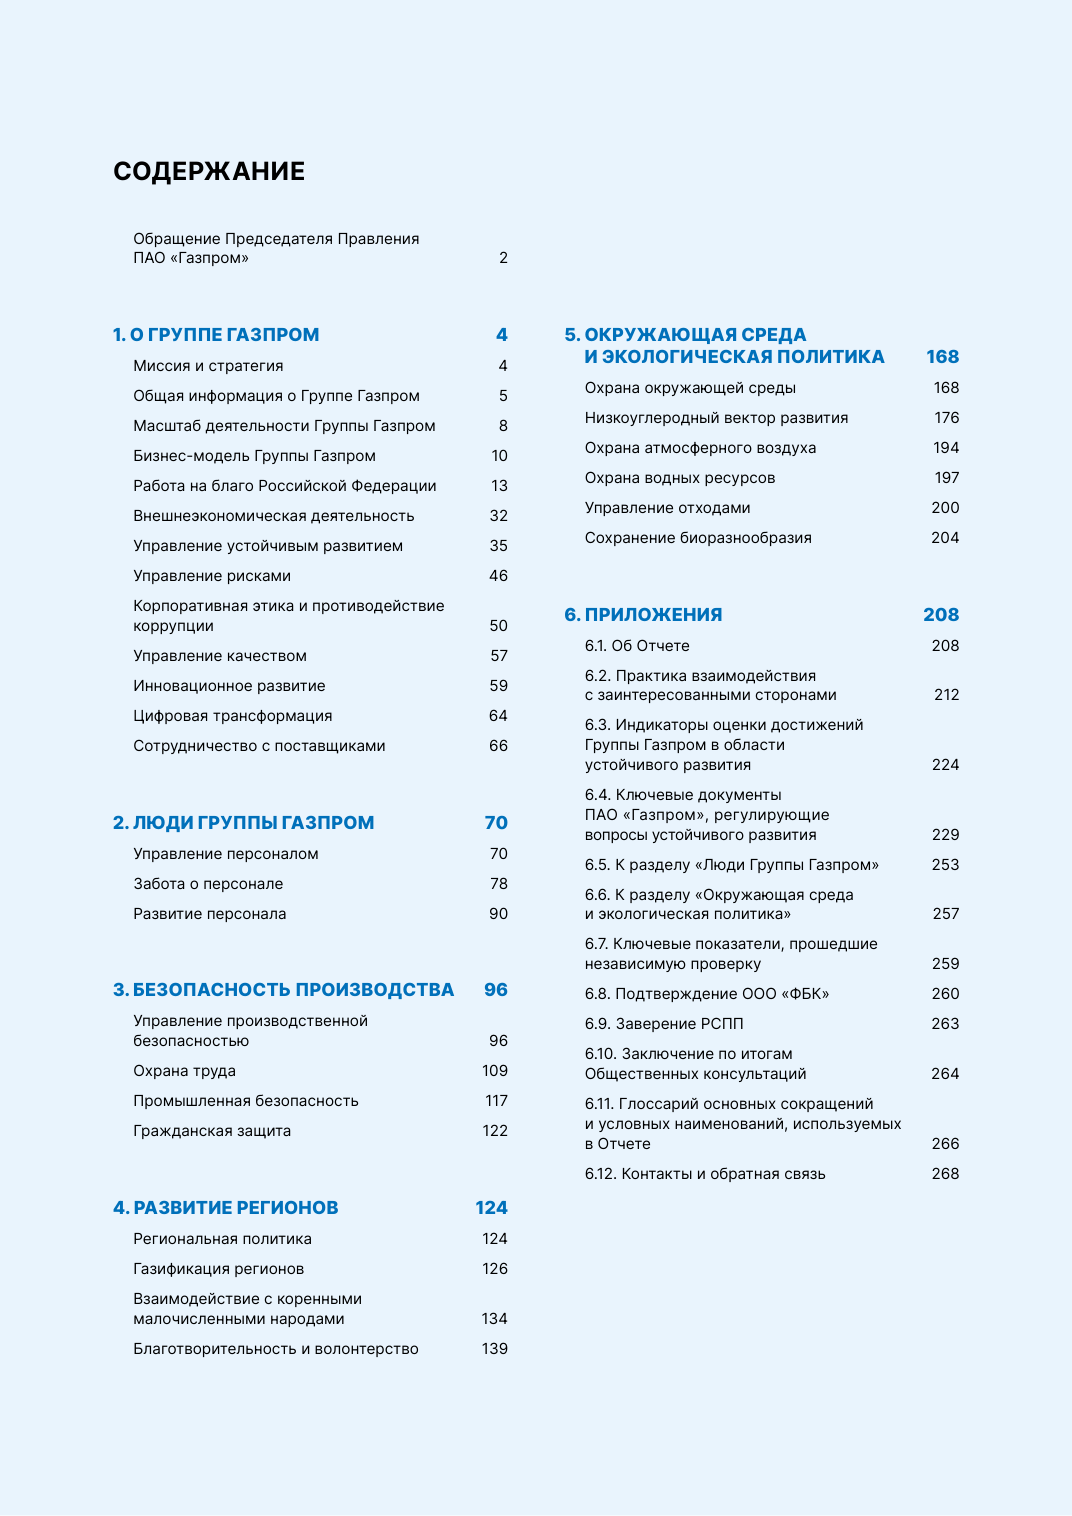 СОДЕРЖАНИЕ
Обращение Председателя Правления
ПАО «Газпром» 2
1. О ГРУППЕ ГАЗПРОМ 4
Миссия и стратегия 4
Общая информация о Группе Газпром 5
Масштаб деятельности Группы Газпром 8
Бизнес-модель Группы Газпром 10
Работа на благо Российской Федерации 13
Внешнеэкономическая деятельность 32
Управление устойчивым развитием 35
Управление рисками 46
Корпоративная этика и противодействие
коррупции 50
Управление качеством 57
Инновационное развитие 59
Цифровая трансформация 64
Сотрудничество с поставщиками 66
2. ЛЮДИ ГРУППЫ ГАЗПРОМ 70
Управление персоналом 70
Забота о персонале 78
Развитие персонала 90
3. БЕЗОПАСНОСТЬ ПРОИЗВОДСТВА 96
Управление производственной
безопасностью 96
Охрана труда 109
Промышленная безопасность 117
Гражданская защита 122
4. РАЗВИТИЕ РЕГИОНОВ 124
Региональная политика 124
Газификация регионов 126
Взаимодействие с коренными
малочисленными народами 134
Благотворительность и волонтерство 139
5. ОКРУЖАЮЩАЯ СРЕДА
И ЭКОЛОГИЧЕСКАЯ ПОЛИТИКА 168
Охрана окружающей среды 168
Низкоуглеродный вектор развития 176
Охрана атмосферного воздуха 194
Охрана водных ресурсов 197
Управление отходами 200
Сохранение биоразнообразия 204
6. ПРИЛОЖЕНИЯ 208
6.1. Об Отчете 208
6.2. Практика взаимодействия
с заинтересованными сторонами 212
6.3. Индикаторы оценки достижений
Группы Газпром в области
устойчивого развития 224
6.4. Ключевые документы
ПАО «Газпром», регулирующие
вопросы устойчивого развития 229
6.5. К разделу «Люди Группы Газпром» 253
6.6. К разделу «Окружающая среда
и экологическая политика» 257
6.7. Ключевые показатели, прошедшие
независимую проверку 259
6.8. Подтверждение ООО «ФБК» 260
6.9. Заверение РСПП 263
6.10. Заключение по итогам
Общественных консультаций 264
6.11. Глоссарий основных сокращений
и условных наименований, используемых
в Отчете 266
6.12. Контакты и обратная связь 268